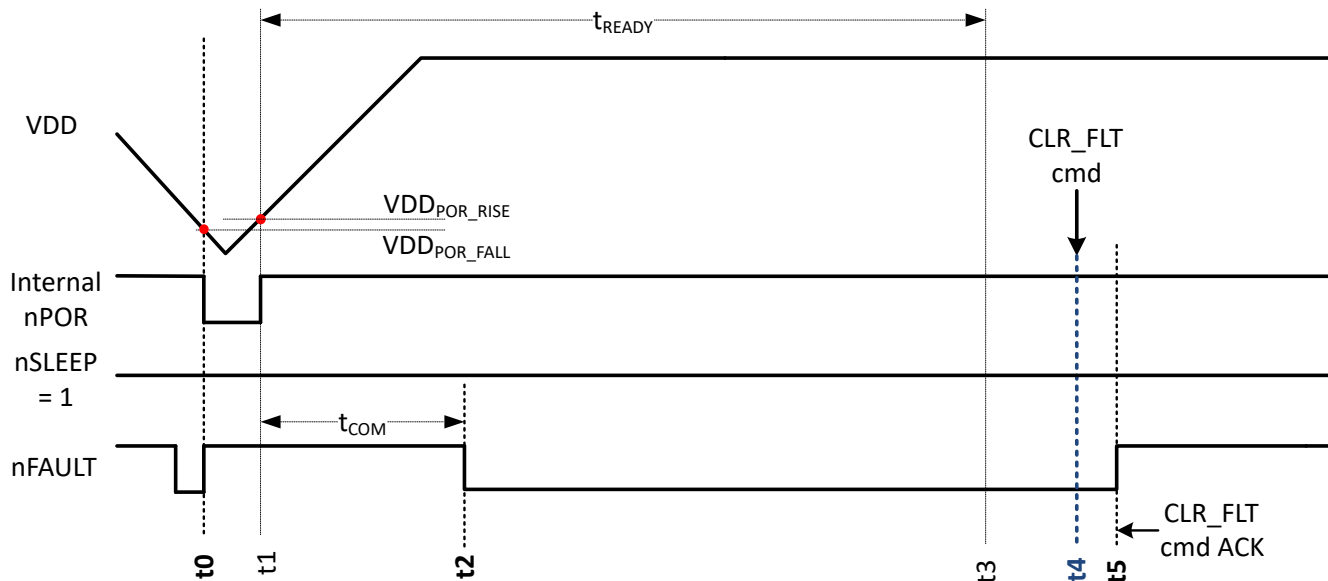 tREADY
VDD
CLR_FLT
cmd
VDDPOR_RISE
VDDPOR_FALL
Internal
nPOR
nSLEEP
= 1
tCOM
nFAULT
CLR_FLT
cmd ACK
t0
t1
t2
t3
t4
t5